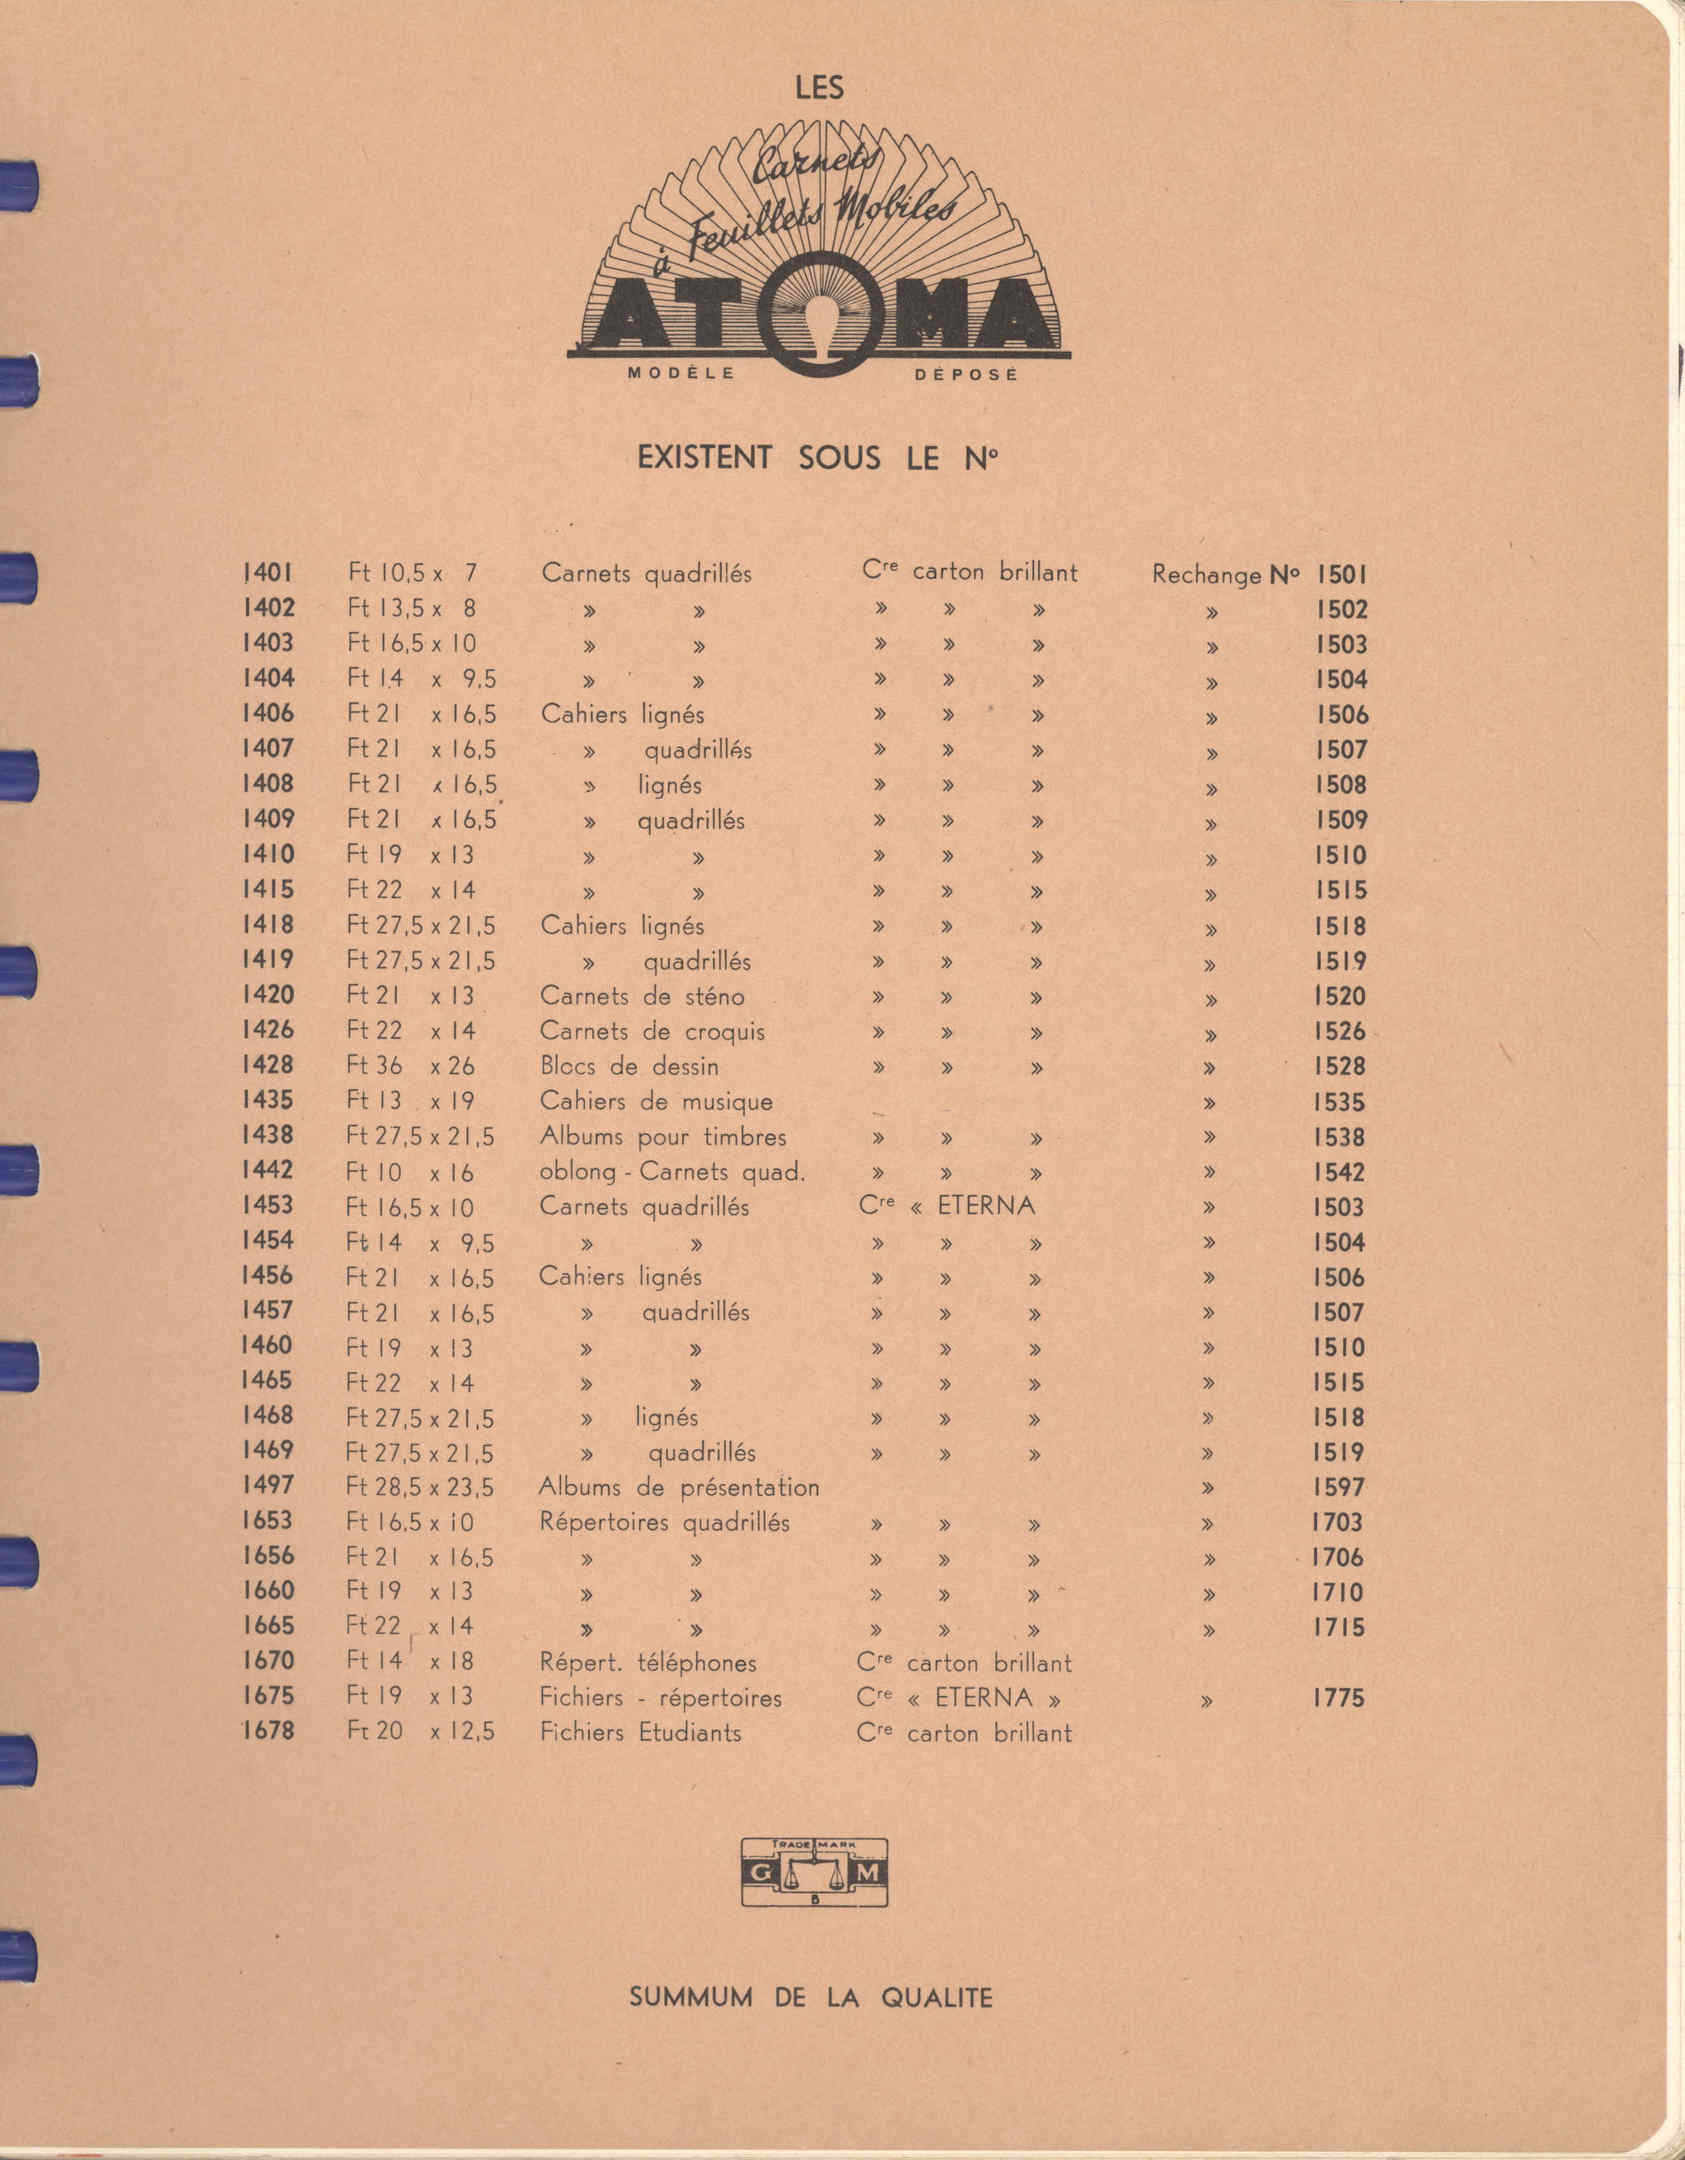 LES
Carnets
à Feuillets Mobiles
ATOMA
MODÈLE DÉPOSÉ
EXISTENT SOUS LE Nº
1401 Ft 10,5 x 7 Carnets quadrillés Cre carton brillant Rechange Nº 1501
1402 Ft 13,5 x 8 » » » » » » 1502
1403 Ft 16,5 x 10 » » » » » » 1503
1404 Ft 14 x 9,5 » » » » » » 1504
1406 Ft 21 x 16,5 Cahiers lignés » » » » 1506
1407 Ft 21 x 16,5 » quadrillés » » » » 1507
1408 Ft 21 x 16,5 » lignés » » » » 1508
1409 Ft 21 x 16,5 » quadrillés » » » » 1509
1410 Ft 19 x 13 » » » » » » 1510
1415 Ft 22 x 14 » » » » » » 1515
1418 Ft 27,5 x 21,5 Cahiers lignés » » » » 1518
1419 Ft 27,5 x 21,5 » quadrillés » » » » 1519
1420 Ft 21 x 13 Carnets de sténo » » » » 1520
1426 Ft 22 x 14 Carnets de croquis » » » » 1526
1428 Ft 36 x 26 Blocs de dessin » » » » 1528
1435 Ft 13 x 19 Cahiers de musique » 1535
1438 Ft 27,5 x 21,5 Albums pour timbres » » » » 1538
1442 Ft 10 x 16 oblong - Carnets quad. » » » » 1542
1453 Ft 16,5 x 10 Carnets quadrillés Cre « ETERNA » 1503
1454 Ft 14 x 9,5 » » » » » » 1504
1456 Ft 21 x 16,5 Cahiers lignés » » » » 1506
1457 Ft 21 x 16,5 » quadrillés » » » » 1507
1460 Ft 19 x 13 » » » » » » 1510
1465 Ft 22 x 14 » » » » » » 1515
1468 Ft 27,5 x 21,5 » lignés » » » » 1518
1469 Ft 27,5 x 21,5 » quadrillés » » » » 1519
1497 Ft 28,5 x 23,5 Albums de présentation » 1597
1653 Ft 16,5 x 10 Répertoires quadrillés » » » » 1703
1656 Ft 21 x 16,5 » » » » » » 1706
1660 Ft 19 x 13 » » » » » » 1710
1665 Ft 22 x 14 » » » » » » 1715
1670 Ft 14 x 18 Répert. téléphones Cre carton brillant
1675 Ft 19 x 13 Fichiers - répertoires Cre « ETERNA » » 1775
1678 Ft 20 x 12,5 Fichiers Etudiants Cre carton brillant
TRADE MARK
G M
B
SUMMUM DE LA QUALITE